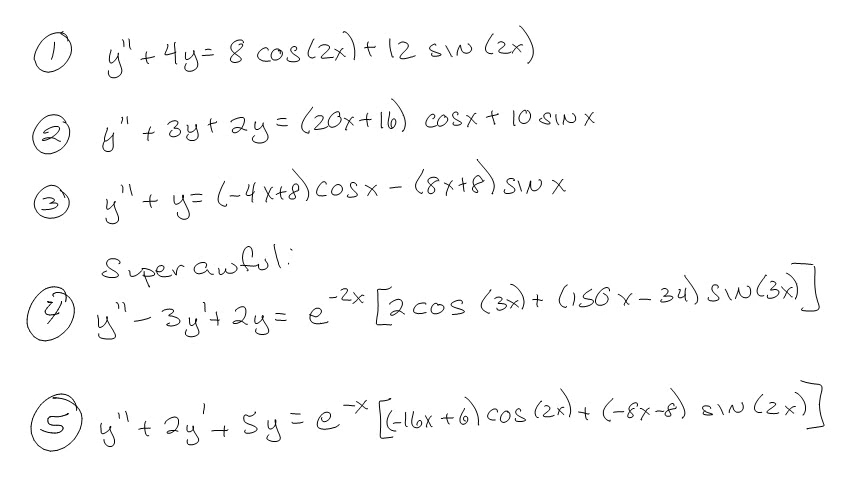 ① y" + 4y = 8 cos(2x) + 12 sin (2x)
② y" + 3y + 2y = (20x+16) cosx + 10 sin x
③ y" + y = (-4x+8) cos x - (8x+8) sin x
Super awful:
④ y" - 3y' + 2y = e^{-2x} [2 cos (3x) + (150x - 34) sin(3x)]
⑤ y" + 2y' + 5y = e^{-x} [(-16x + 6) cos (2x) + (-8x-8) sin (2x)]